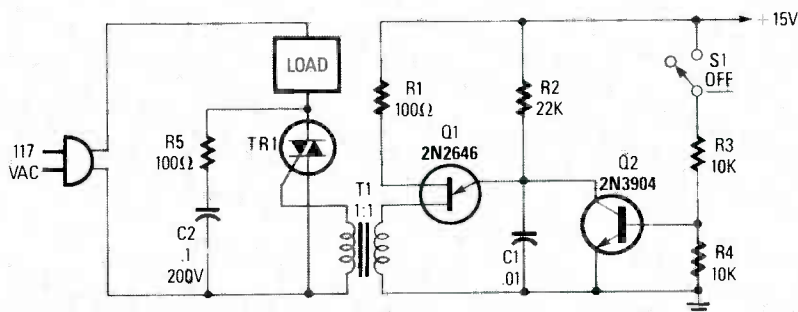 + 15V
LOAD
S1
OFF
R1
100Ω
R2
22K
R5
100Ω
TR1
Q1
2N2646
Q2
2N3904
R3
10K
117
VAC
T1
1:1
C2
.1
200V
C1
.01
R4
10K